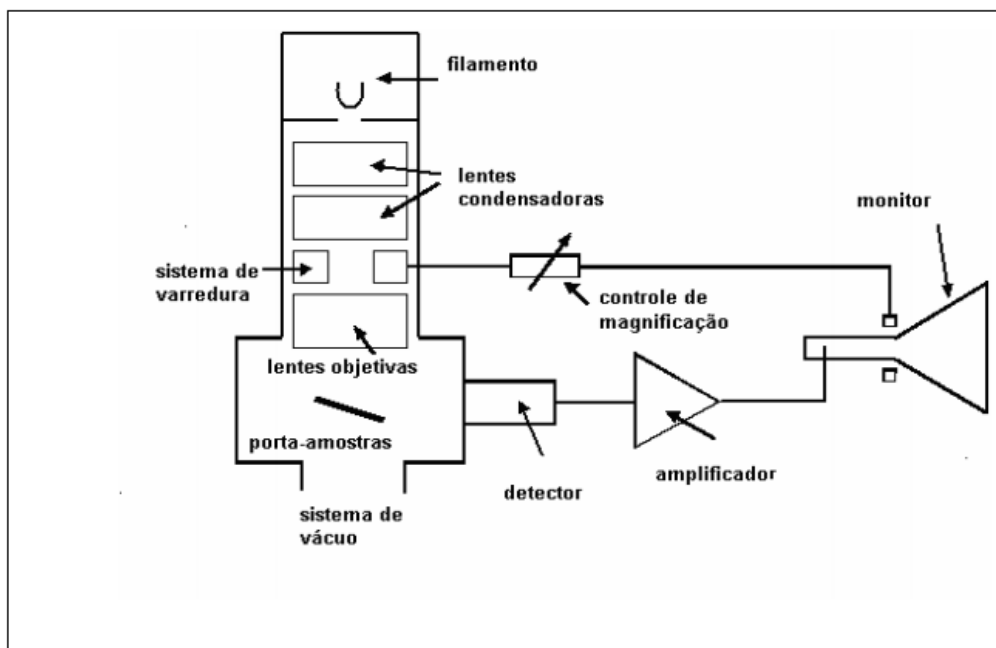 filamento
lentes
condensadoras
monitor
sistema de
varredura
controle de
magnificação
lentes objetivas
porta-amostras
amplificador
detector
sistema de
vácuo